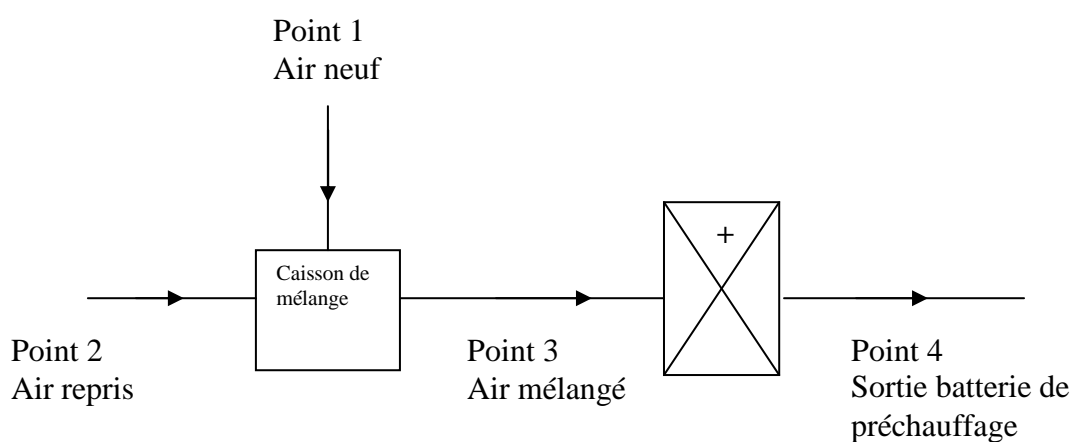 Point 1
Air neuf
+
Caisson de
mélange
Point 2
Air repris
Point 3
Air mélangé
Point 4
Sortie batterie de
préchauffage